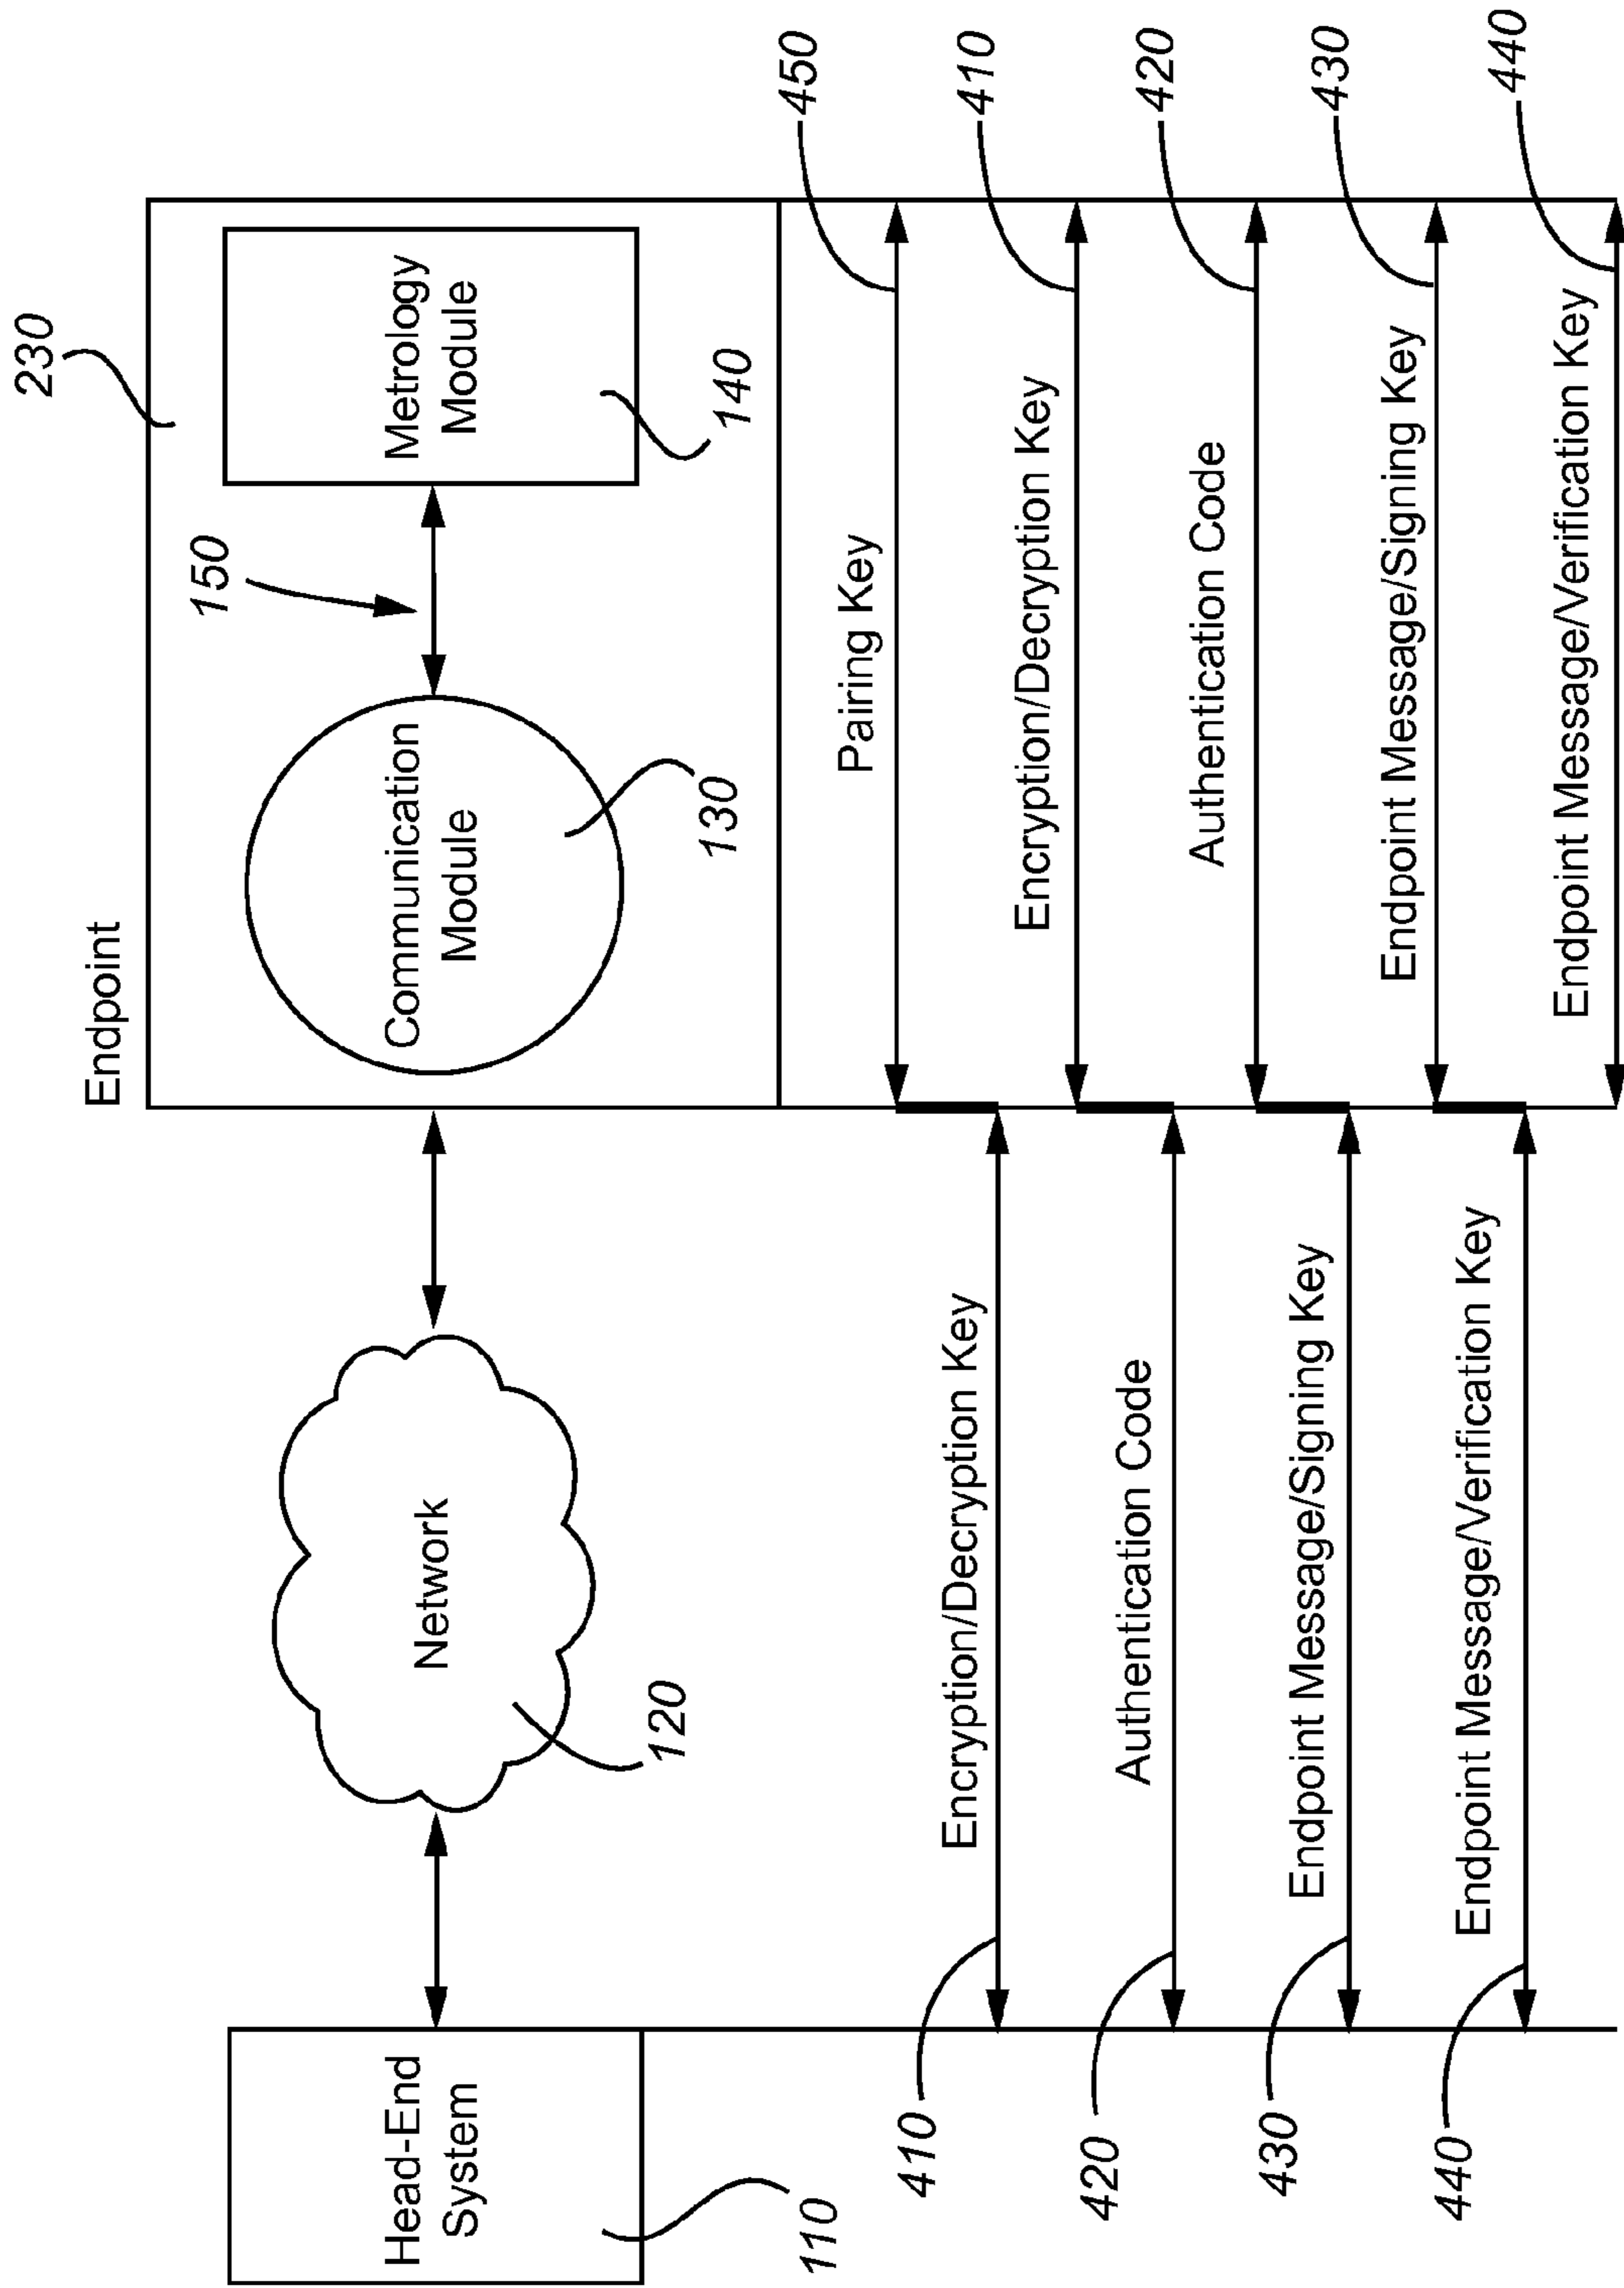 Endpoint
230
Head-End
System
110
Network
120
Communication
Module
130
150
Metrology
Module
140
Pairing Key
450
Encryption/Decryption Key
410
410
Encryption/Decryption Key
Authentication Code
420
420
Authentication Code
Endpoint Message/Signing Key
430
430
Endpoint Message/Signing Key
Endpoint Message/Verification Key
440
440
Endpoint Message/Verification Key